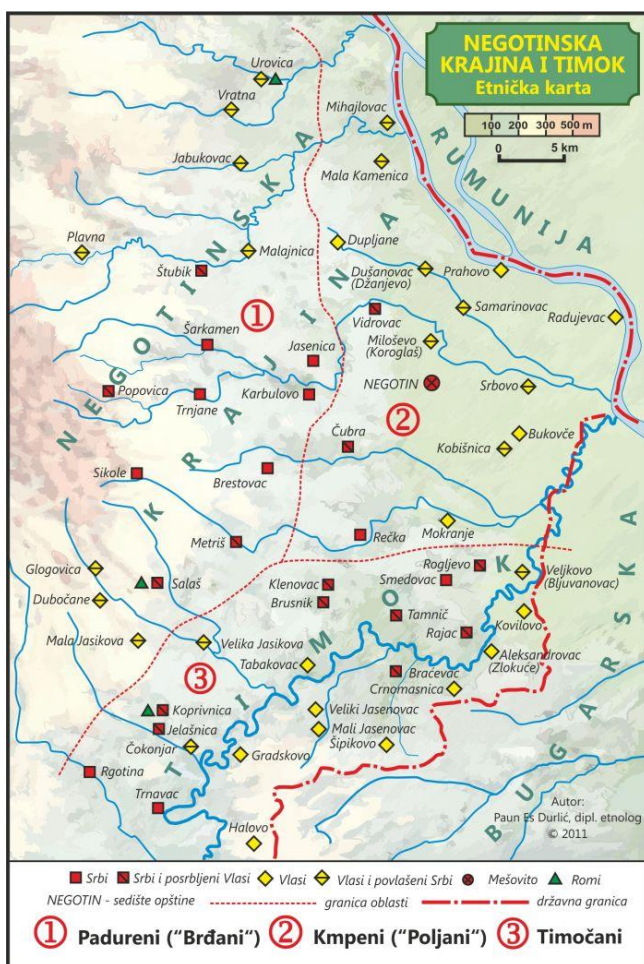 NEGOTINSKA
KRAJINA I TIMOK
Etnička karta
100 200 300 500 m
0 5 km
Urovica
Vratna
Mihajlovac
Jabukovac
Mala Kamenica
RUMUNIJA
NEGOTINSKA
KRAJINA
Plavna
Malajnica
Dupljane
Štubik
Dušanovac
(Džanjevo)
Prahovo
Samarinovac
Radujevac
①
Vidrovac
Šarkamen
Miloševo
(Koroglaš)
Jasenica
NEGOTIN
Srbovo
Popovica
Trnjane
Karbulovo
②
Čubra
Bukovče
Kobišnica
Sikole
Brestovac
Mokranje
Metriš
Rečka
Glogovica
Salaš
Klenovac
Rogljevo
Smedovac
Veljkovo
(Bljuvanovac)
Dubočane
Brusnik
Tamnič
Kovilovo
Rajac
Mala Jasikova
Velika Jasikova
Tabakovac
Aleksandrovac
(Zlokuće)
③
TIMOK
Braćevac
Crnomasnica
Koprivnica
Veliki Jasenovac
Jelašnica
Mali Jasenovac
Čokonjar
Šipikovo
Gradskovo
Rgotina
Trnavac
BUGARSKA
Halovo
Autor:
Paun Es Durlić, dipl. etnolog
© 2011
Srbi Srbi i posrbljeni Vlasi Vlasi Vlasi i povlašeni Srbi Mešovito Romi
NEGOTIN - sedište opštine granica oblasti državna granica
① Padureni (“Brđani“) ② Kmpeni (“Poljani“) ③ Timočani